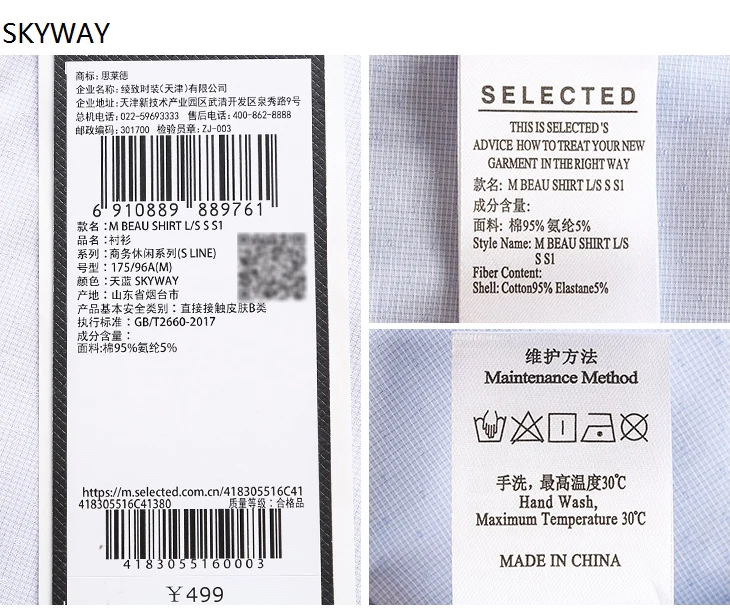 SKYWAY
商标: 思莱德
企业名称: 绫致时装(天津)有限公司
企业地址: 天津新技术产业园区武清开发区泉秀路9号
总机电话: 022-59693333 售后电话:400-862-8888
邮政编码: 301700 检验员章: ZJ-003
6 910889 889761
款名: M BEAU SHIRT L/S S S1
品名: 衬衫
系列: 商务休闲系列(S LINE)
号型: 175/96A(M)
颜色: 天蓝 SKYWAY
产地: 山东省烟台市
产品基本安全类别: 直接接触皮肤B类
执行标准: GB/T2660-2017
成分含量:
面料:棉95%氨纶5%
https://m.selected.com.cn/418305516C41
418305516C41380 质量等级: 合格品
4183055160003
￥499
SELECTED
THIS IS SELECTED'S
ADVICE HOW TO TREAT YOUR NEW
GARMENT IN THE RIGHT WAY
款名: M BEAU SHIRT L/S S S1
成分含量:
面料: 棉95% 氨纶5%
Style Name: M BEAU SHIRT L/S
S S1
Fiber Content:
Shell: Cotton95% Elastane5%
维护方法
Maintenance Method
手洗, 最高温度30℃
Hand Wash,
Maximum Temperature 30℃
MADE IN CHINA